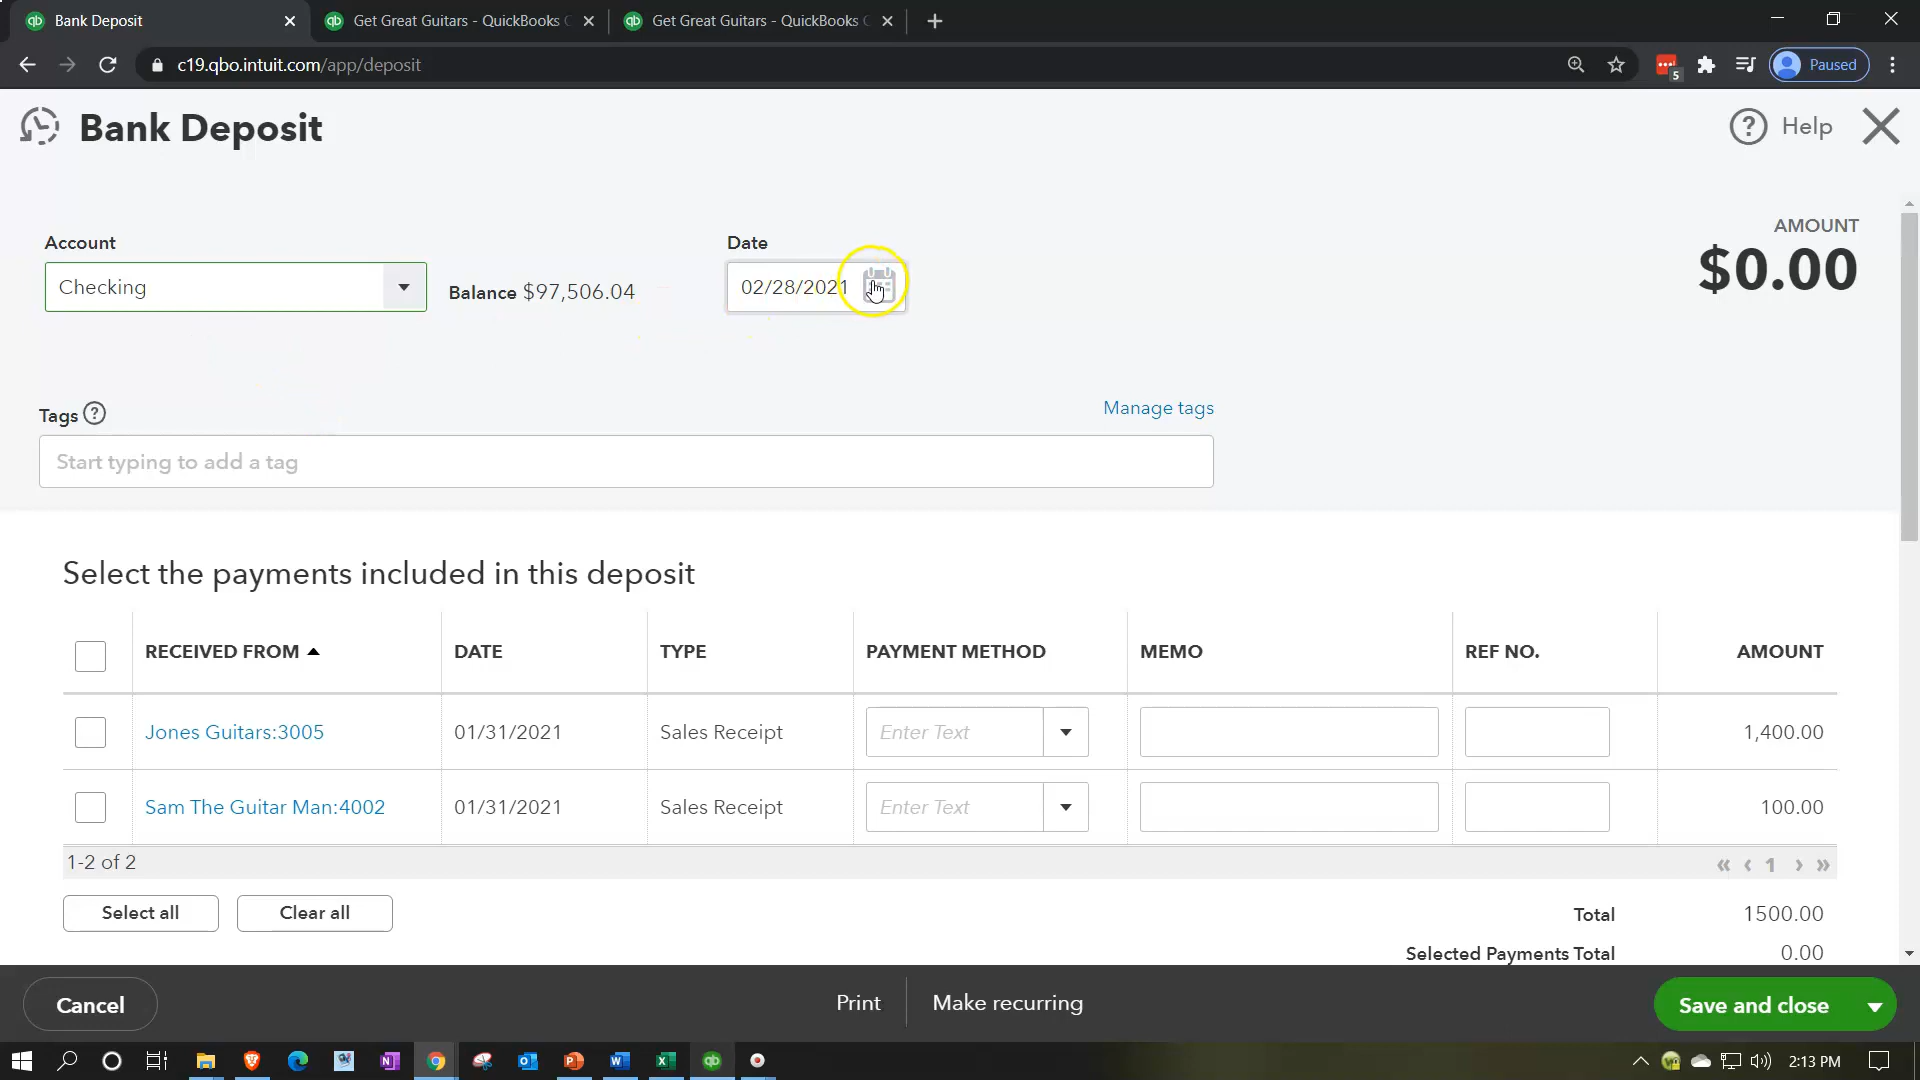 Bank Deposit
Get Great Guitars - QuickBooks
Get Great Guitars - QuickBooks
c19.qbo.intuit.com/app/deposit
5
Paused
Bank Deposit
? Help
Account
Checking
Balance $97,506.04
Date
02/28/2021
AMOUNT
$0.00
Tags ?
Manage tags
Start typing to add a tag
Select the payments included in this deposit
RECEIVED FROM DATE TYPE PAYMENT METHOD MEMO REF NO. AMOUNT
Jones Guitars:3005 01/31/2021 Sales Receipt Enter Text 1,400.00
Sam The Guitar Man:4002 01/31/2021 Sales Receipt Enter Text 100.00
1-2 of 2
« ‹ 1 › »
Select all Clear all
Total 1500.00
Selected Payments Total 0.00
Cancel
Print
Make recurring
Save and close
2:13 PM